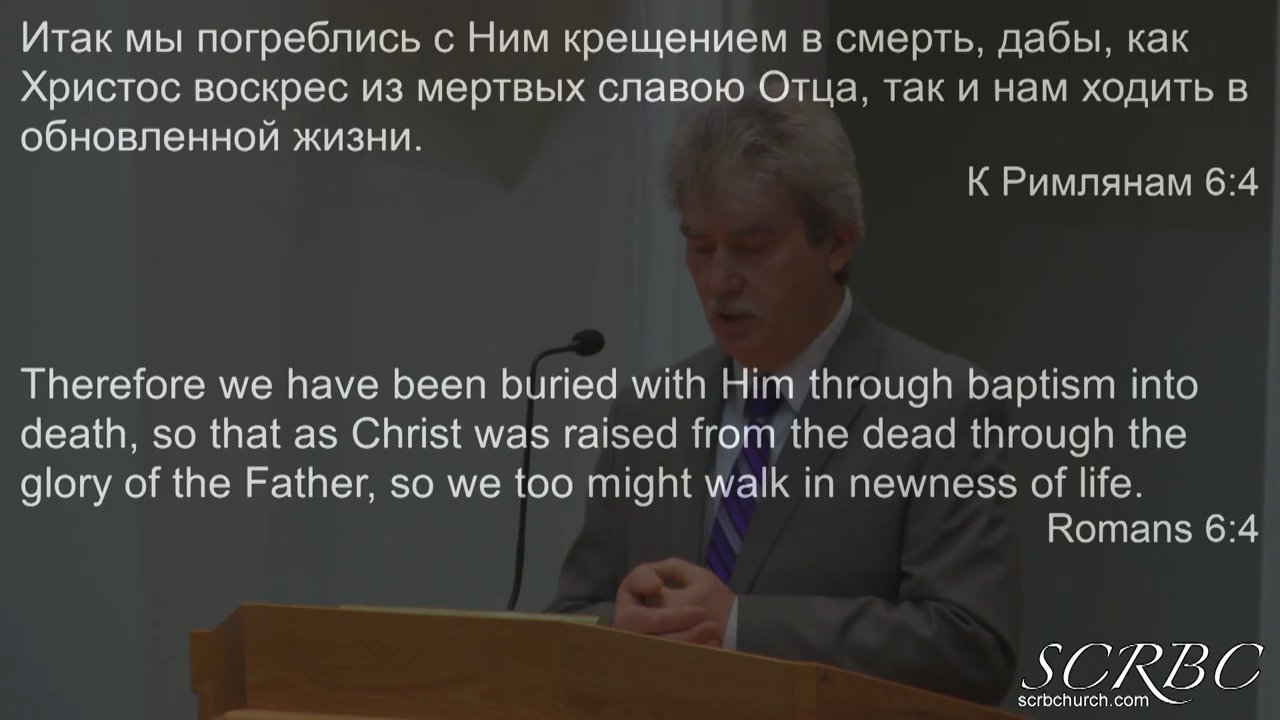 Итак мы погреблись с Ним крещением в смерть, дабы, как
Христос воскрес из мертвых славою Отца, так и нам ходить в
обновленной жизни.
К Римлянам 6:4
Therefore we have been buried with Him through baptism into
death, so that as Christ was raised from the dead through the
glory of the Father, so we too might walk in newness of life.
Romans 6:4
SCRBC
scrbchurch.com